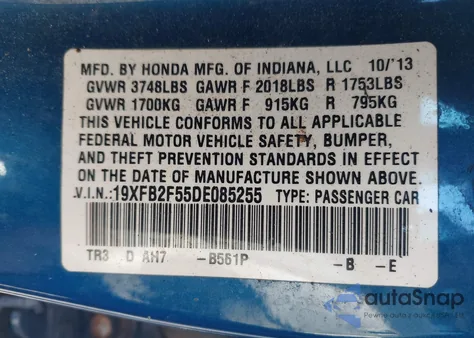 MFD. BY HONDA MFG. OF INDIANA, LLC 10/'13
GVWR 3748LBS GAWR F 2018LBS R 1753LBS
GVWR 1700KG GAWR F 915KG R 795KG
THIS VEHICLE CONFORMS TO ALL APPLICABLE
FEDERAL MOTOR VEHICLE SAFETY, BUMPER,
AND THEFT PREVENTION STANDARDS IN EFFECT
ON THE DATE OF MANUFACTURE SHOWN ABOVE.
V.I.N.:19XFB2F55DE085255 TYPE: PASSENGER CAR
TR3 D AH7 -B561P -B -E
autoSnap